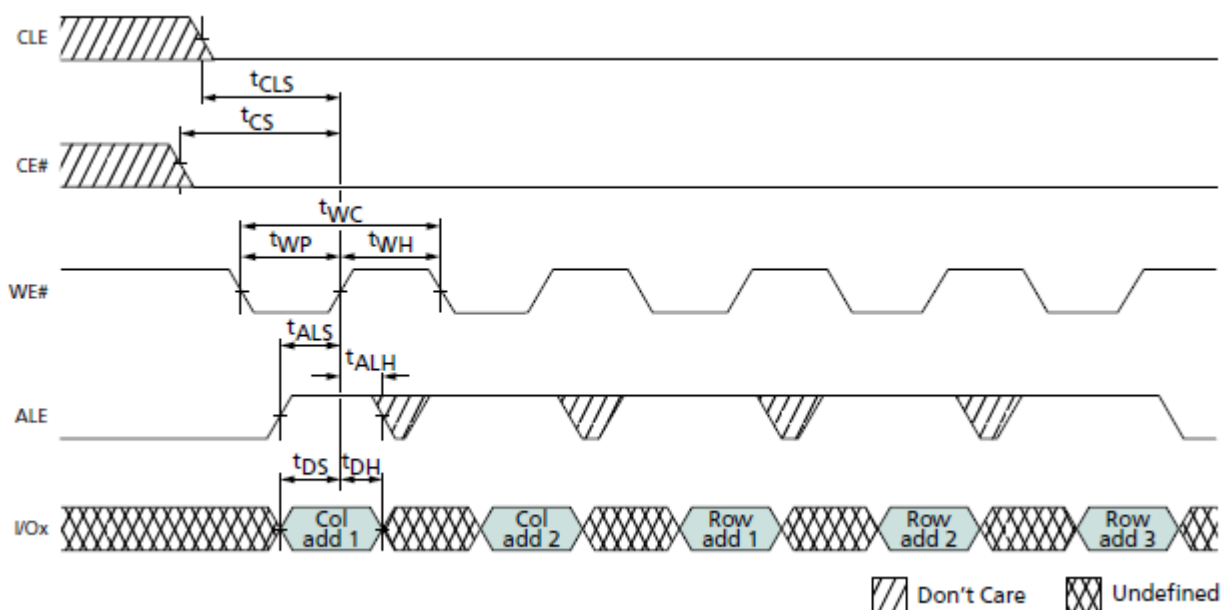 CLE
tCLS
tCS
CE#
tWC
tWP
tWH
WE#
tALS
tALH
ALE
tDS
tDH
I/Ox
Col
add 1
Col
add 2
Row
add 1
Row
add 2
Row
add 3
Don't Care
Undefined